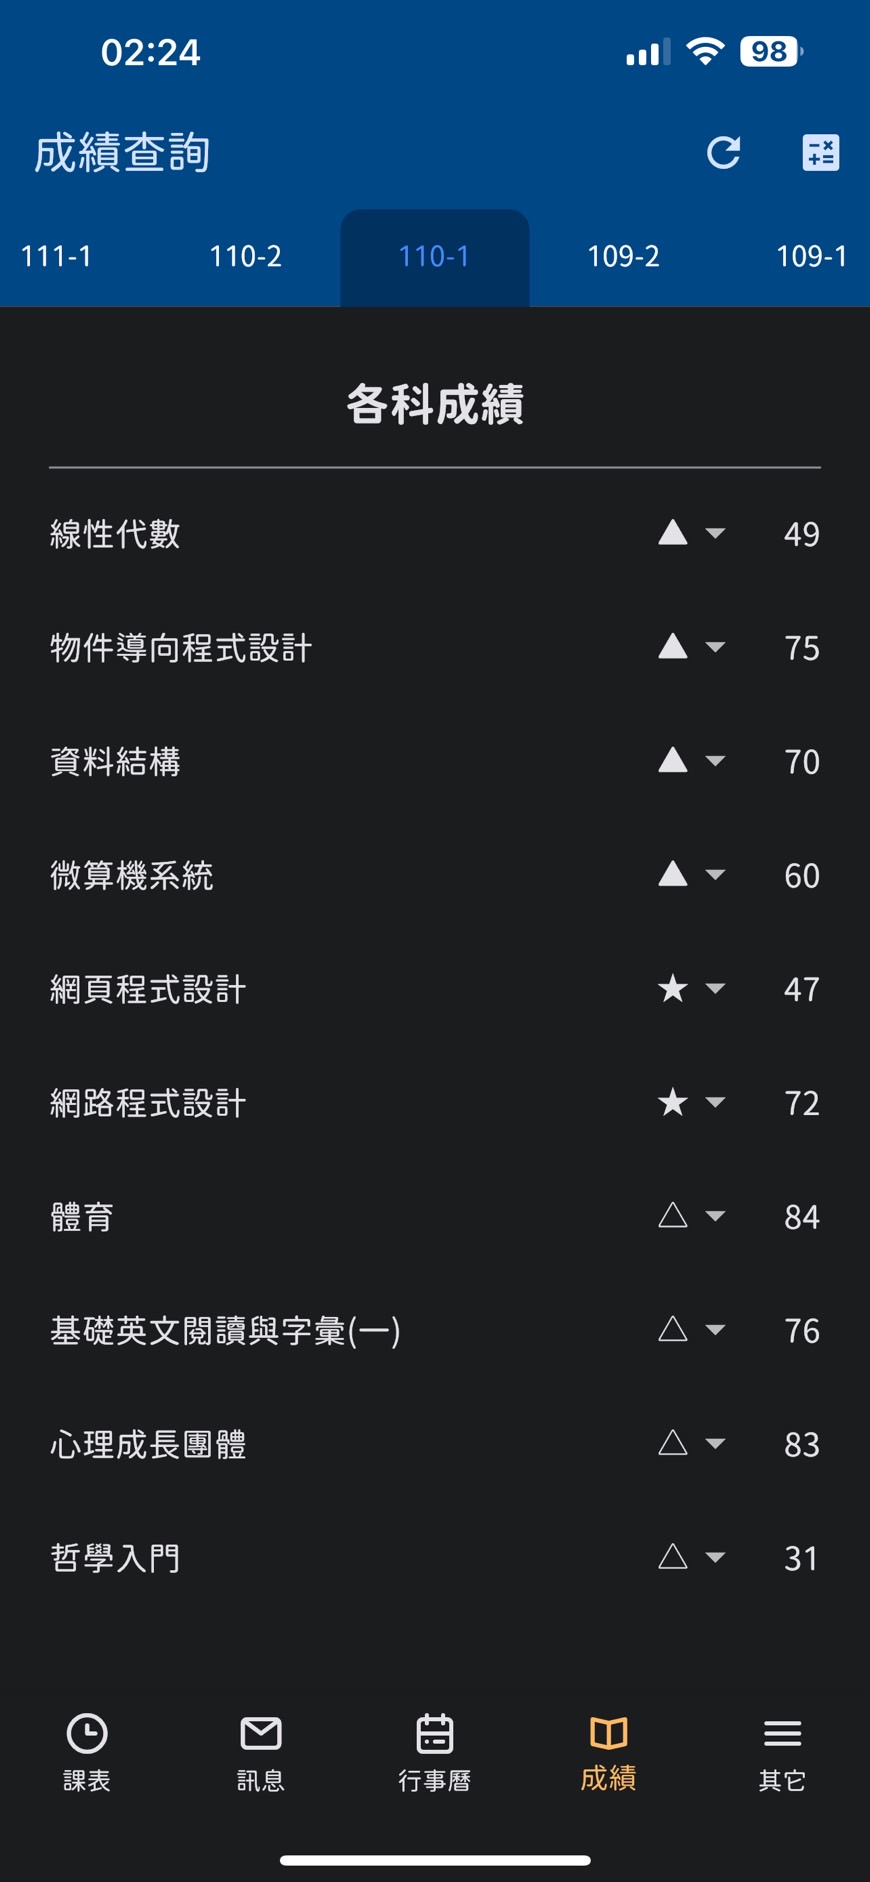 02:24 98
成績查詢
111-1 110-2 110-1 109-2 109-1
各科成績
線性代數 ▲ 49
物件導向程式設計 ▲ 75
資料結構 ▲ 70
微算機系統 ▲ 60
網頁程式設計 ★ 47
網路程式設計 ★ 72
體育 △ 84
基礎英文閱讀與字彙(一) △ 76
心理成長團體 △ 83
哲學入門 △ 31
課表 訊息 行事曆 成績 其它